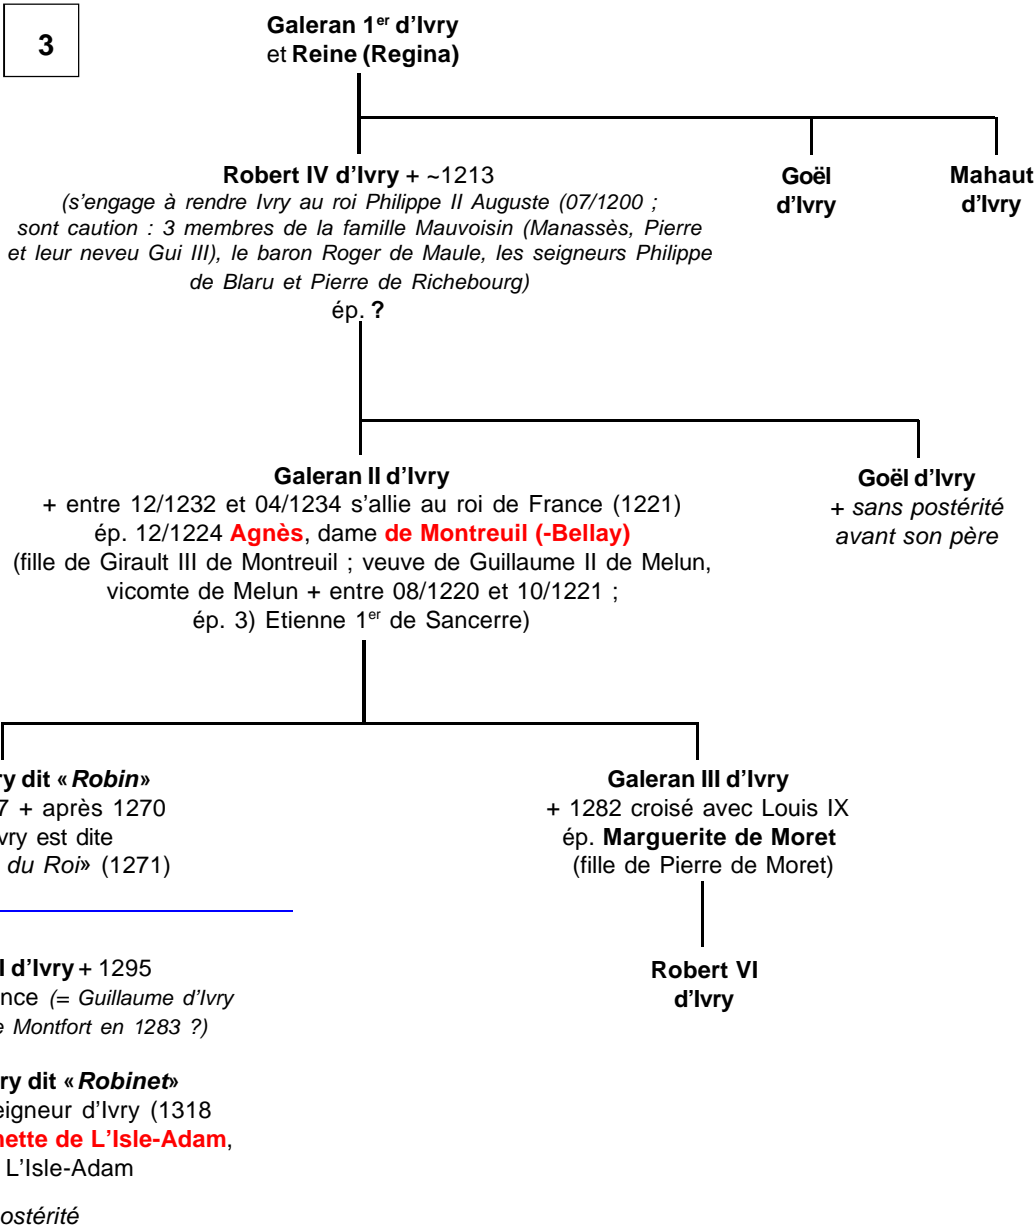 3
Galeran 1er d'Ivry
et Reine (Regina)
Robert IV d'Ivry + ~1213
(s'engage à rendre Ivry au roi Philippe II Auguste (07/1200 ;
sont caution : 3 membres de la famille Mauvoisin (Manassès, Pierre
et leur neveu Gui III), le baron Roger de Maule, les seigneurs Philippe
de Blaru et Pierre de Richebourg)
ép. ?
Goël
d'Ivry
Mahaut
d'Ivry
Galeran II d'Ivry
+ entre 12/1232 et 04/1234 s'allie au roi de France (1221)
ép. 12/1224 Agnès, dame de Montreuil (-Bellay)
(fille de Girault III de Montreuil ; veuve de Guillaume II de Melun,
vicomte de Melun + entre 08/1220 et 10/1221 ;
ép. 3) Etienne 1er de Sancerre)
Goël d'Ivry
+ sans postérité
avant son père
ry dit «Robin»
7 + après 1270
vry est dite
du Roi» (1271)
Galeran III d'Ivry
+ 1282 croisé avec Louis IX
ép. Marguerite de Moret
(fille de Pierre de Moret)
Robert VI
d'Ivry
I d'Ivry + 1295
nce (= Guillaume d'Ivry
e Montfort en 1283 ?)
ry dit «Robinet»
eigneur d'Ivry (1318
nette de L'Isle-Adam,
L'Isle-Adam
ostérité